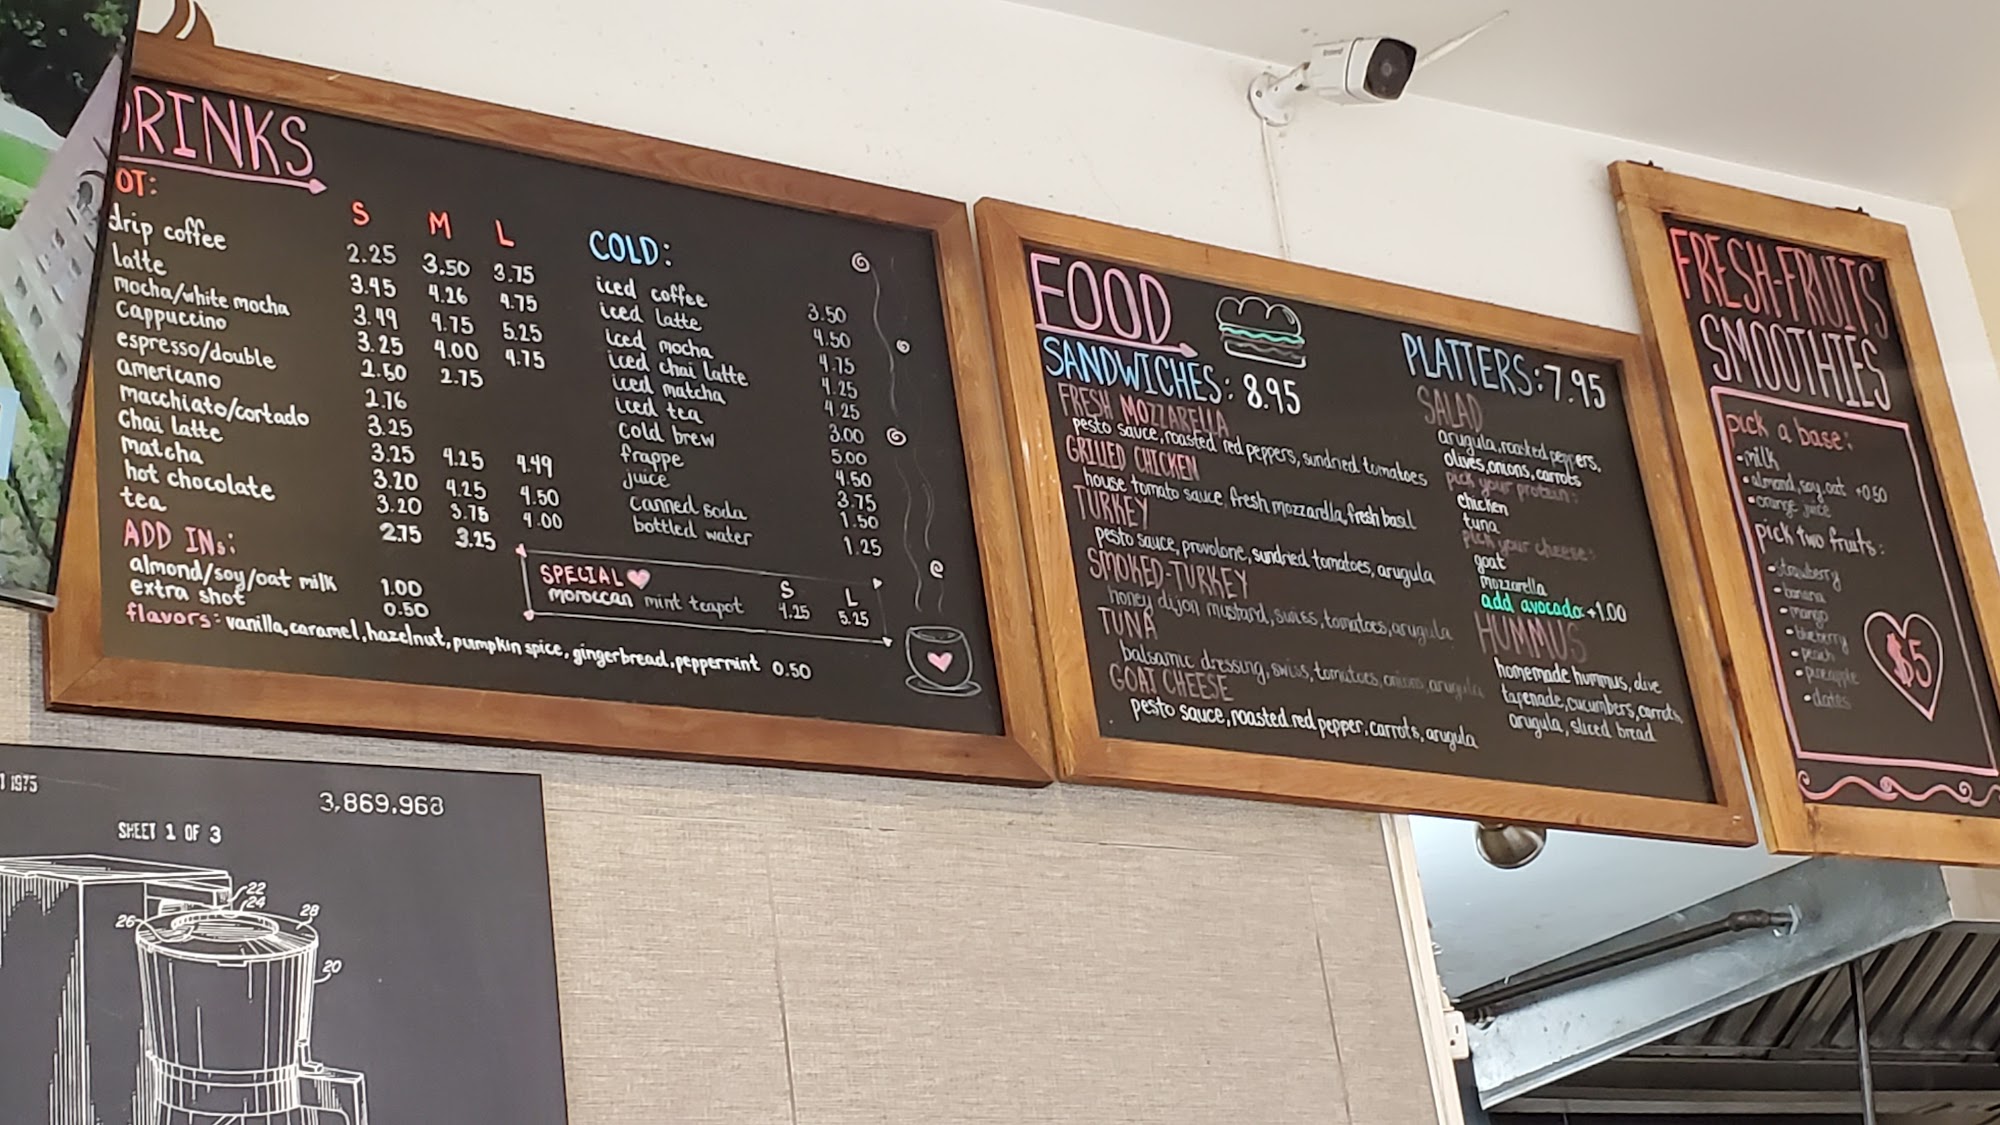 DRINKS
OT:
S M L
drip coffee 2.25 3.50 3.75
latte 3.45 4.26 4.75
mocha/white mocha 3.99 4.75 5.25
Cappuccino 3.25 4.00 4.75
espresso/double 2.50 2.75
americano 2.76
macchiato/cortado 3.25
Chai latte 3.25 4.25 4.49
matcha 3.20 4.25 4.50
hot chocolate 3.20 3.75 4.00
tea 2.75 3.25
ADD INs:
almond/soy/oat milk 1.00
extra shot 0.50
flavors: vanilla, caramel, hazelnut, pumpkin spice, gingerbread, peppermint 0.50
COLD:
iced coffee 3.50
iced latte 4.50
iced mocha 4.75
iced chai latte 4.25
iced matcha 4.25
iced tea 3.00
cold brew 5.00
frappe 4.50
juice 3.75
canned soda 1.50
bottled water 1.25
SPECIAL S L
moroccan mint teapot 4.25 5.25
FOOD
SANDWICHES: 8.95
FRESH MOZZARELLA
pesto sauce, roasted red peppers, sundried tomatoes
GRILLED CHICKEN
house tomato sauce, fresh mozzarella, fresh basil
TURKEY
pesto sauce, provolone, sundried tomatoes, arugula
SMOKED-TURKEY
honey dijon mustard, swiss, tomatoes, arugula
TUNA
balsamic dressing, swiss, tomatoes, onions, arugula
GOAT CHEESE
pesto sauce, roasted red pepper, carrots, arugula
PLATTERS: 7.95
SALAD
arugula, roasted peppers,
olives, onions, carrots
pick your protein:
chicken
tuna
pick your cheese:
goat
mozzarella
add avocado +1.00
HUMMUS
homemade hummus, olive
tapenade, cucumbers, carrots,
arugula, sliced bread
FRESH-FRUITS
SMOOTHIES
pick a base:
• milk
• almond, soy, oat +0.50
• orange juice
pick two fruits:
• strawberry
• banana
• mango
• blueberry
• peach
• pineapple
• dates
$5
1975
3,869,968
SHEET 1 OF 3
22
24
26
28
20